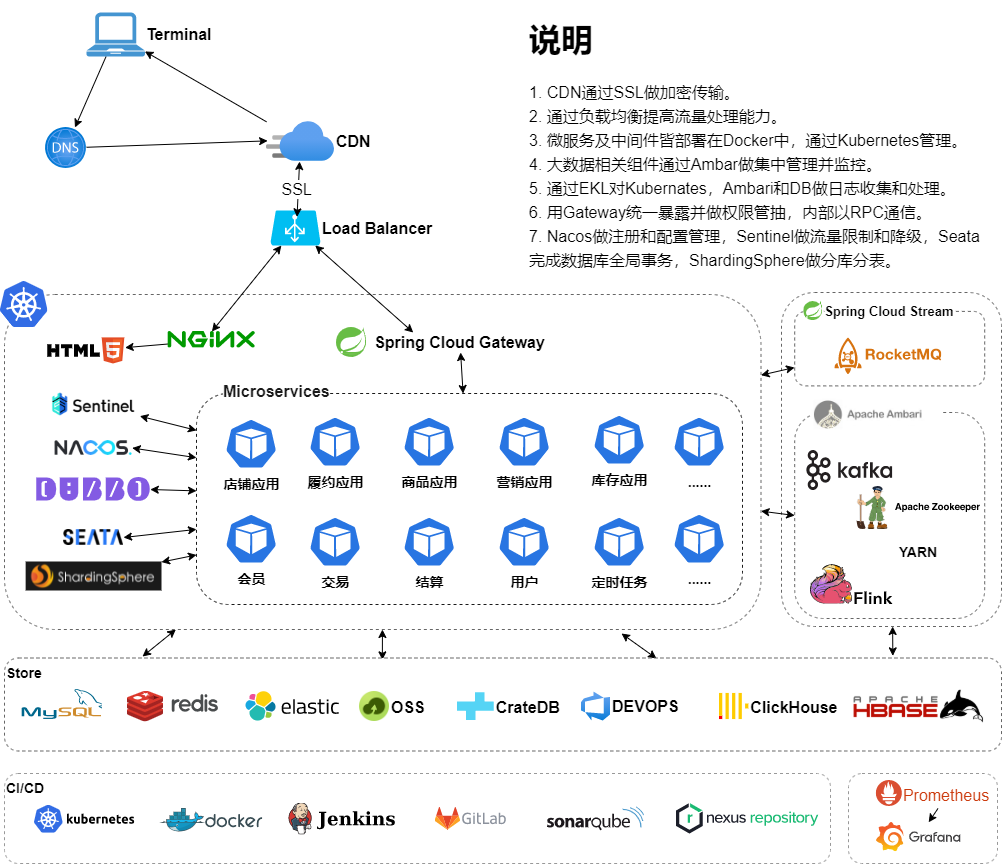 Terminal
说明
1. CDN通过SSL做加密传输。
2. 通过负载均衡提高流量处理能力。
3. 微服务及中间件皆部署在Docker中，通过Kubernetes管理。
4. 大数据相关组件通过Ambar做集中管理并监控。
5. 通过EKL对Kubernates，Ambari和DB做日志收集和处理。
6. 用Gateway统一暴露并做权限管抽，内部以RPC通信。
7. Nacos做注册和配置管理，Sentinel做流量限制和降级，Seata
完成数据库全局事务，ShardingSphere做分库分表。
DNS
CDN
SSL
Load Balancer
HTML5
NGINX
Spring Cloud Gateway
Spring Cloud Stream
RocketMQ
Microservices
Sentinel
NACOS.
DUBBO
SEATA
ShardingSphere
店铺应用
履约应用
商品应用
营销应用
库存应用
......
会员
交易
结算
用户
定时任务
......
Apache Ambari
kafka
Apache Zookeeper
YARN
Flink
Store
MySQL
redis
elastic
OSS
CrateDB
DEVOPS
ClickHouse
APACHE
HBASE
CI/CD
kubernetes
docker
Jenkins
GitLab
sonarqube
r nexus repository
Prometheus
Grafana